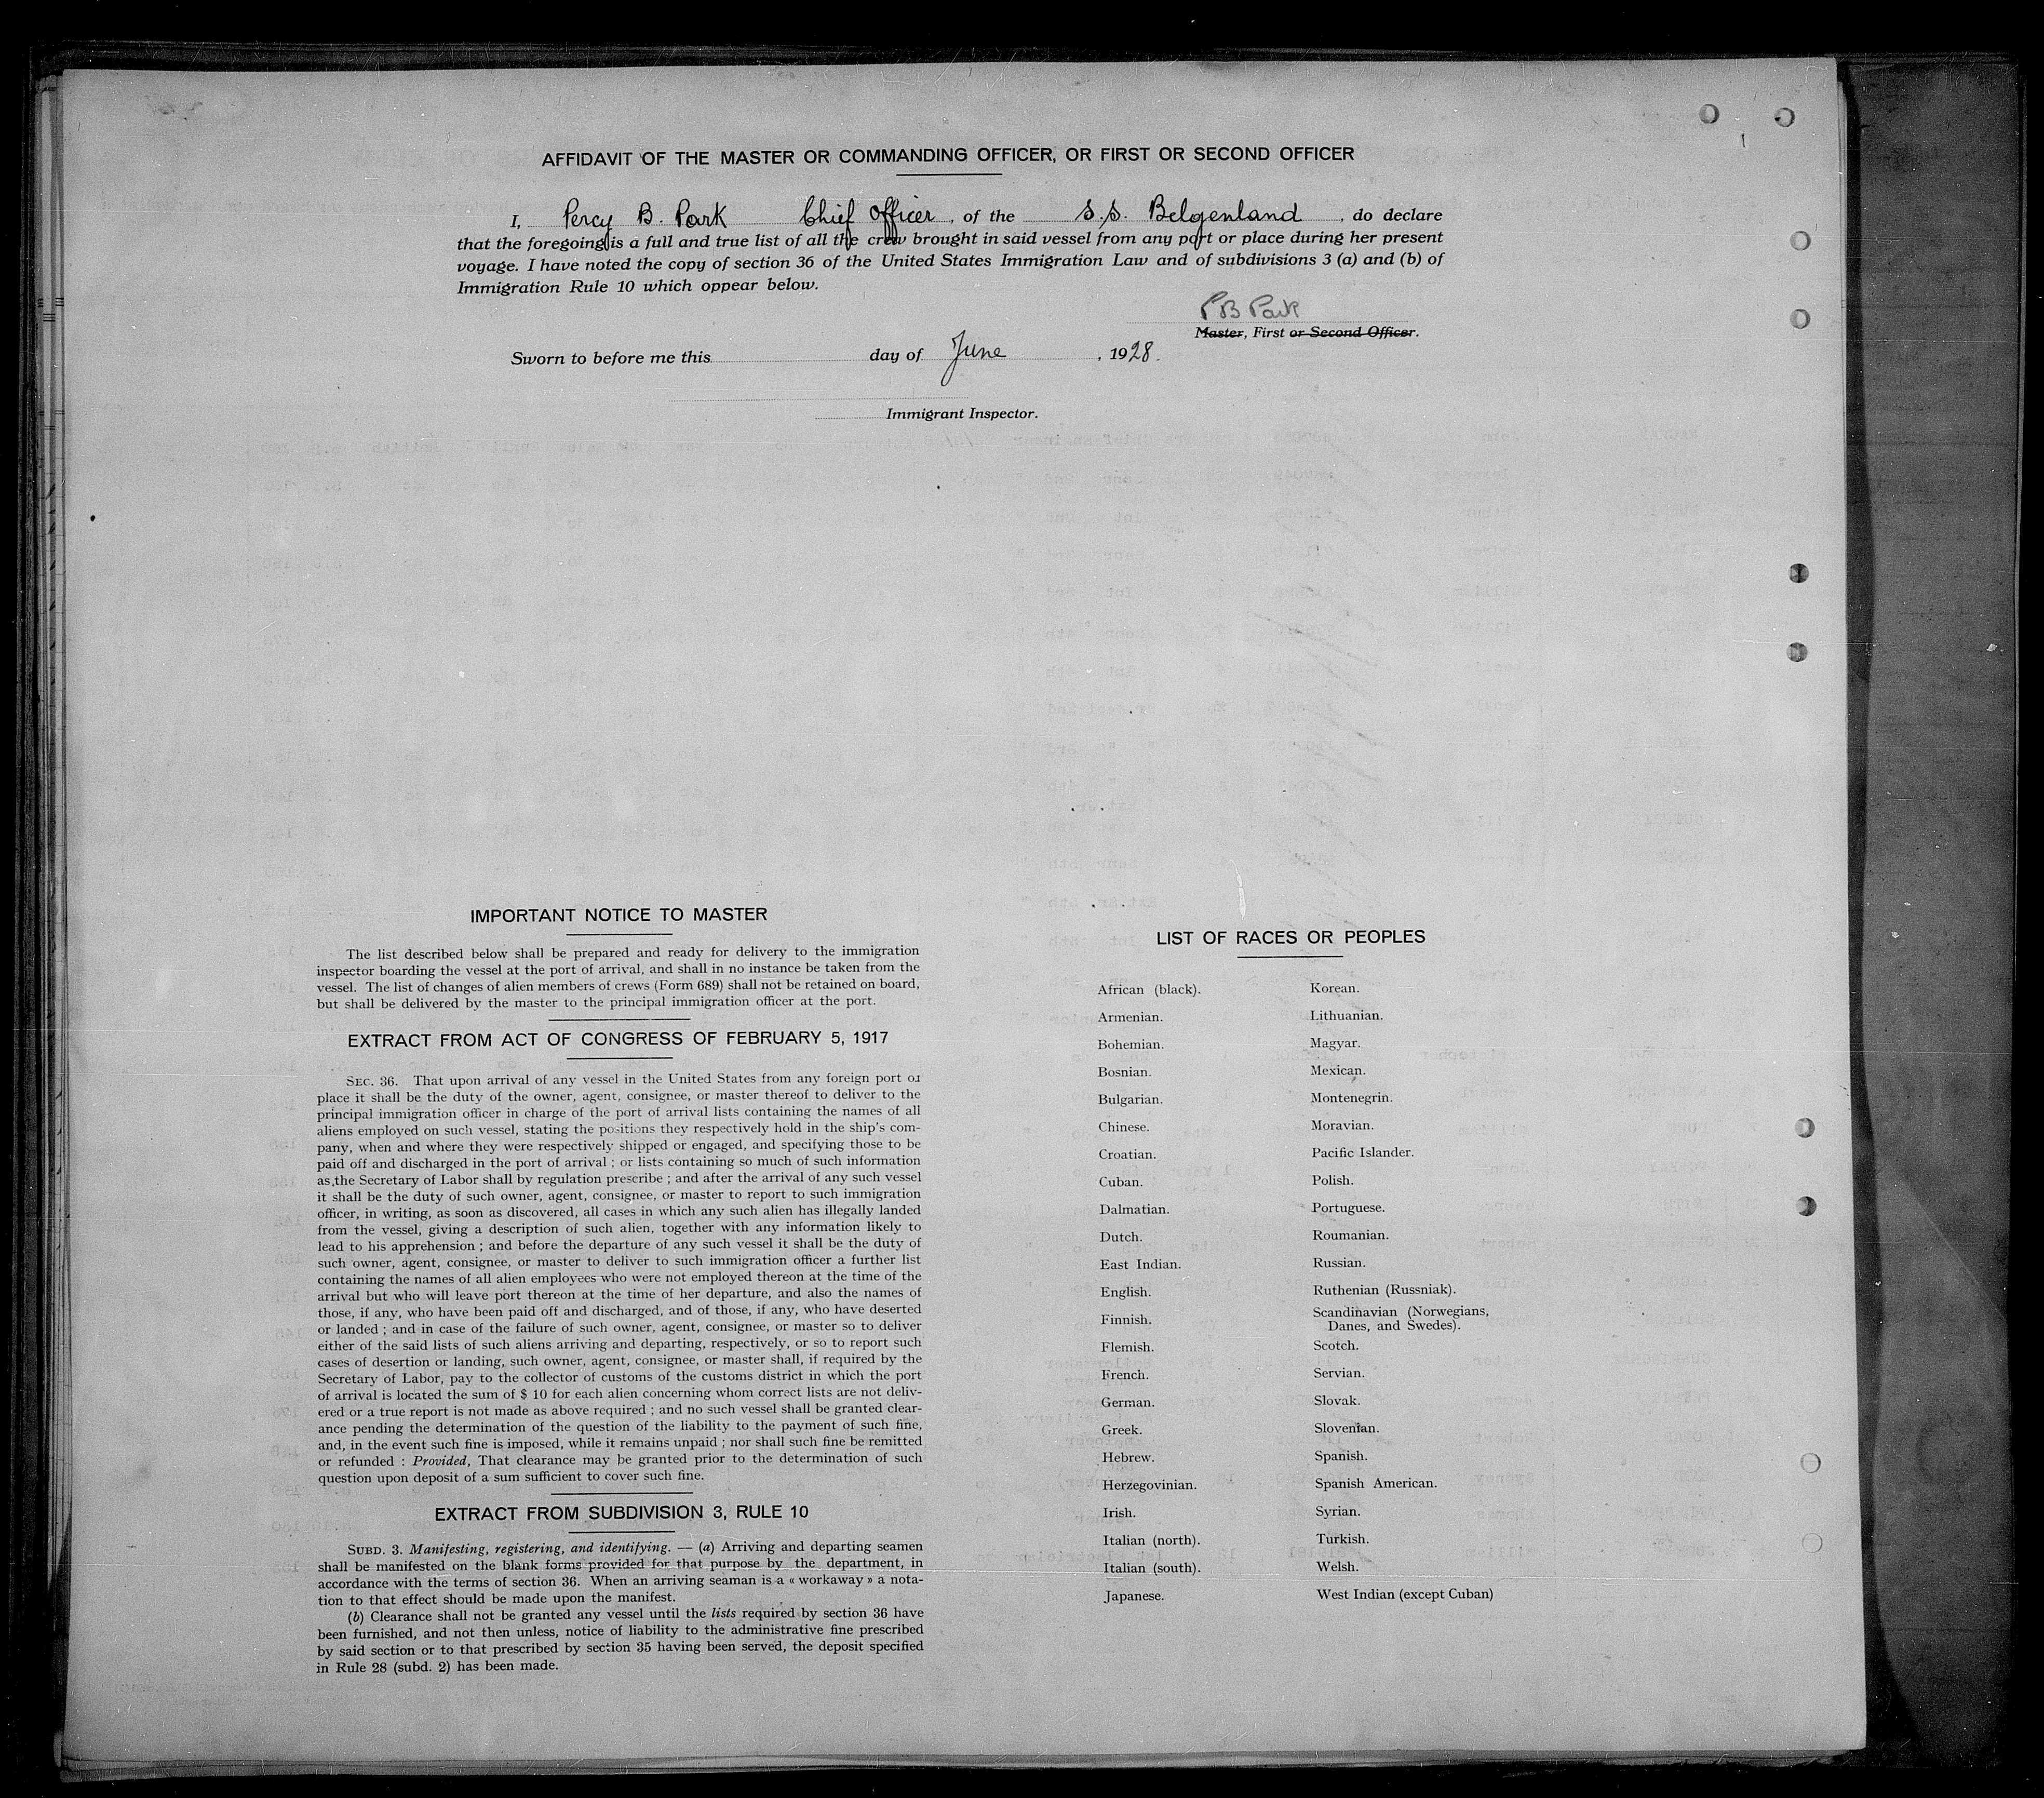 AFFIDAVIT OF THE MASTER OR COMMANDING OFFICER, OR FIRST OR SECOND OFFICER
I, Percy B. Park Chief Officer, of the S.S. Belgenland, do declare
that the foregoing is a full and true list of all the crew brought in said vessel from any port or place during her present
voyage. I have noted the copy of section 36 of the United States Immigration Law and of subdivisions 3 (a) and (b) of
Immigration Rule 10 which oppear below.
P B Park
Master, First or Second Officer.
Sworn to before me this day of June, 1928.
Immigrant Inspector.
IMPORTANT NOTICE TO MASTER
The list described below shall be prepared and ready for delivery to the immigration
inspector boarding the vessel at the port of arrival, and shall in no instance be taken from the
vessel. The list of changes of alien members of crews (Form 689) shall not be retained on board,
but shall be delivered by the master to the principal immigration officer at the port.
EXTRACT FROM ACT OF CONGRESS OF FEBRUARY 5, 1917
SEC. 36. That upon arrival of any vessel in the United States from any foreign port or
place it shall be the duty of the owner, agent, consignee, or master thereof to deliver to the
principal immigration officer in charge of the port of arrival lists containing the names of all
aliens employed on such vessel, stating the positions they respectively hold in the ship's com-
pany, when and where they were respectively shipped or engaged, and specifying those to be
paid off and discharged in the port of arrival ; or lists containing so much of such information
as the Secretary of Labor shall by regulation prescribe ; and after the arrival of any such vessel
it shall be the duty of such owner, agent, consignee, or master to report to such immigration
officer, in writing, as soon as discovered, all cases in which any such alien has illegally landed
from the vessel, giving a description of such alien, together with any information likely to
lead to his apprehension ; and before the departure of any such vessel it shall be the duty of
such owner, agent, consignee, or master to deliver to such immigration officer a further list
containing the names of all alien employees who were not employed thereon at the time of the
arrival but who will leave port thereon at the time of her departure, and also the names of
those, if any, who have been paid off and discharged, and of those, if any, who have deserted
or landed ; and in case of the failure of such owner, agent, consignee, or master so to deliver
either of the said lists of such aliens arriving and departing, respectively, or so to report such
cases of desertion or landing, such owner, agent, consignee, or master shall, if required by the
Secretary of Labor, pay to the collector of customs of the customs district in which the port
of arrival is located the sum of $ 10 for each alien concerning whom correct lists are not deliv-
ered or a true report is not made as above required ; and no such vessel shall be granted clear-
ance pending the determination of the question of the liability to the payment of such fine,
and, in the event such fine is imposed, while it remains unpaid ; nor shall such fine be remitted
or refunded : Provided, That clearance may be granted prior to the determination of such
question upon deposit of a sum sufficient to cover such fine.
EXTRACT FROM SUBDIVISION 3, RULE 10
SUBD. 3. Manifesting, registering, and identifying. — (a) Arriving and departing seamen
shall be manifested on the blank forms provided for that purpose by the department, in
accordance with the terms of section 36. When an arriving seaman is a « workaway » a nota-
tion to that effect should be made upon the manifest.
(b) Clearance shall not be granted any vessel until the lists required by section 36 have
been furnished, and not then unless, notice of liability to the administrative fine prescribed
by said section or to that prescribed by section 35 having been served, the deposit specified
in Rule 28 (subd. 2) has been made.
LIST OF RACES OR PEOPLES
African (black).
Armenian.
Bohemian.
Bosnian.
Bulgarian.
Chinese.
Croatian.
Cuban.
Dalmatian.
Dutch.
East Indian.
English.
Finnish.
Flemish.
French.
German.
Greek.
Hebrew.
Herzegovinian.
Irish.
Italian (north).
Italian (south).
Japanese.
Korean.
Lithuanian.
Magyar.
Mexican.
Montenegrin.
Moravian.
Pacific Islander.
Polish.
Portuguese.
Roumanian.
Russian.
Ruthenian (Russniak).
Scandinavian (Norwegians,
Danes, and Swedes).
Scotch.
Servian.
Slovak.
Slovenian.
Spanish.
Spanish American.
Syrian.
Turkish.
Welsh.
West Indian (except Cuban)